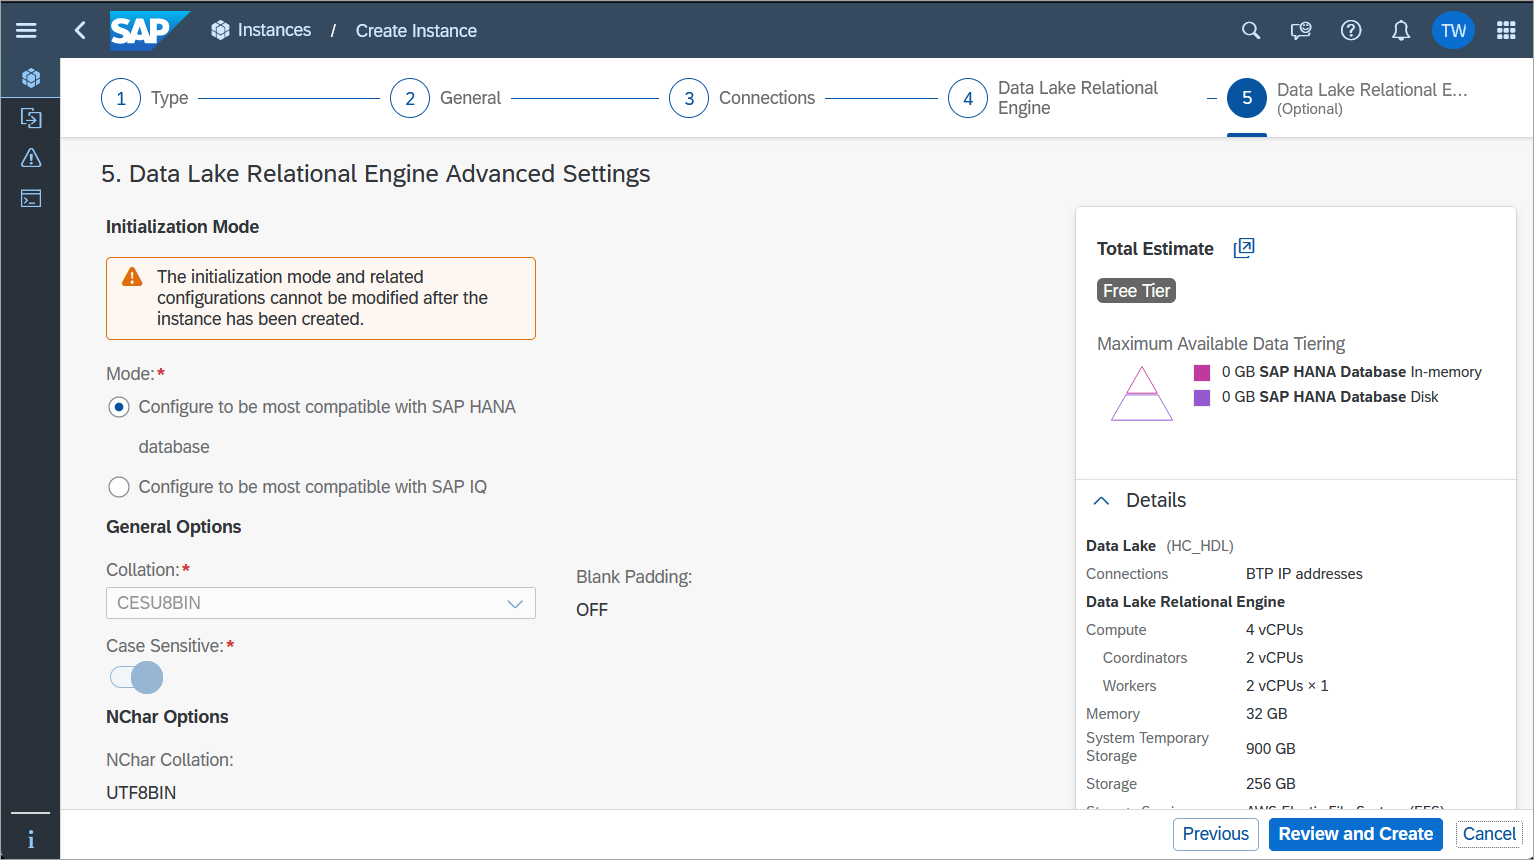 SAP Instances / Create Instance TW
1 Type 2 General 3 Connections 4 Data Lake Relational Engine 5 Data Lake Relational E... (Optional)
5. Data Lake Relational Engine Advanced Settings
Initialization Mode
The initialization mode and related
configurations cannot be modified after the
instance has been created.
Mode:*
Configure to be most compatible with SAP HANA
database
Configure to be most compatible with SAP IQ
General Options
Collation:*
CESU8BIN
Blank Padding:
OFF
Case Sensitive:*
NChar Options
NChar Collation:
UTF8BIN
Total Estimate
Free Tier
Maximum Available Data Tiering
0 GB SAP HANA Database In-memory
0 GB SAP HANA Database Disk
Details
Data Lake (HC_HDL)
Connections BTP IP addresses
Data Lake Relational Engine
Compute 4 vCPUs
Coordinators 2 vCPUs
Workers 2 vCPUs × 1
Memory 32 GB
System Temporary
Storage 900 GB
Storage 256 GB
Previous Review and Create Cancel